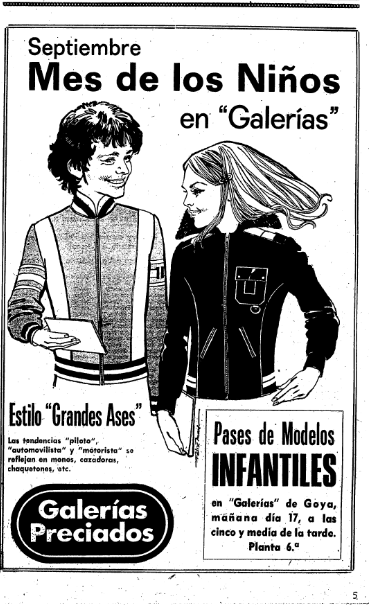 Septiembre
Mes de los Niños
en "Galerías"
Estilo "Grandes Ases"
Las tendencias "piloto",
"automovilista" y "motorista" se
reflejan en monos, cazadoras,
chaquetones, etc.
Galerías
Preciados
Pases de Modelos
INFANTILES
en "Galerías" de Goya,
mañana día 17, a las
cinco y media de la tarde.
Planta 6.ª
5